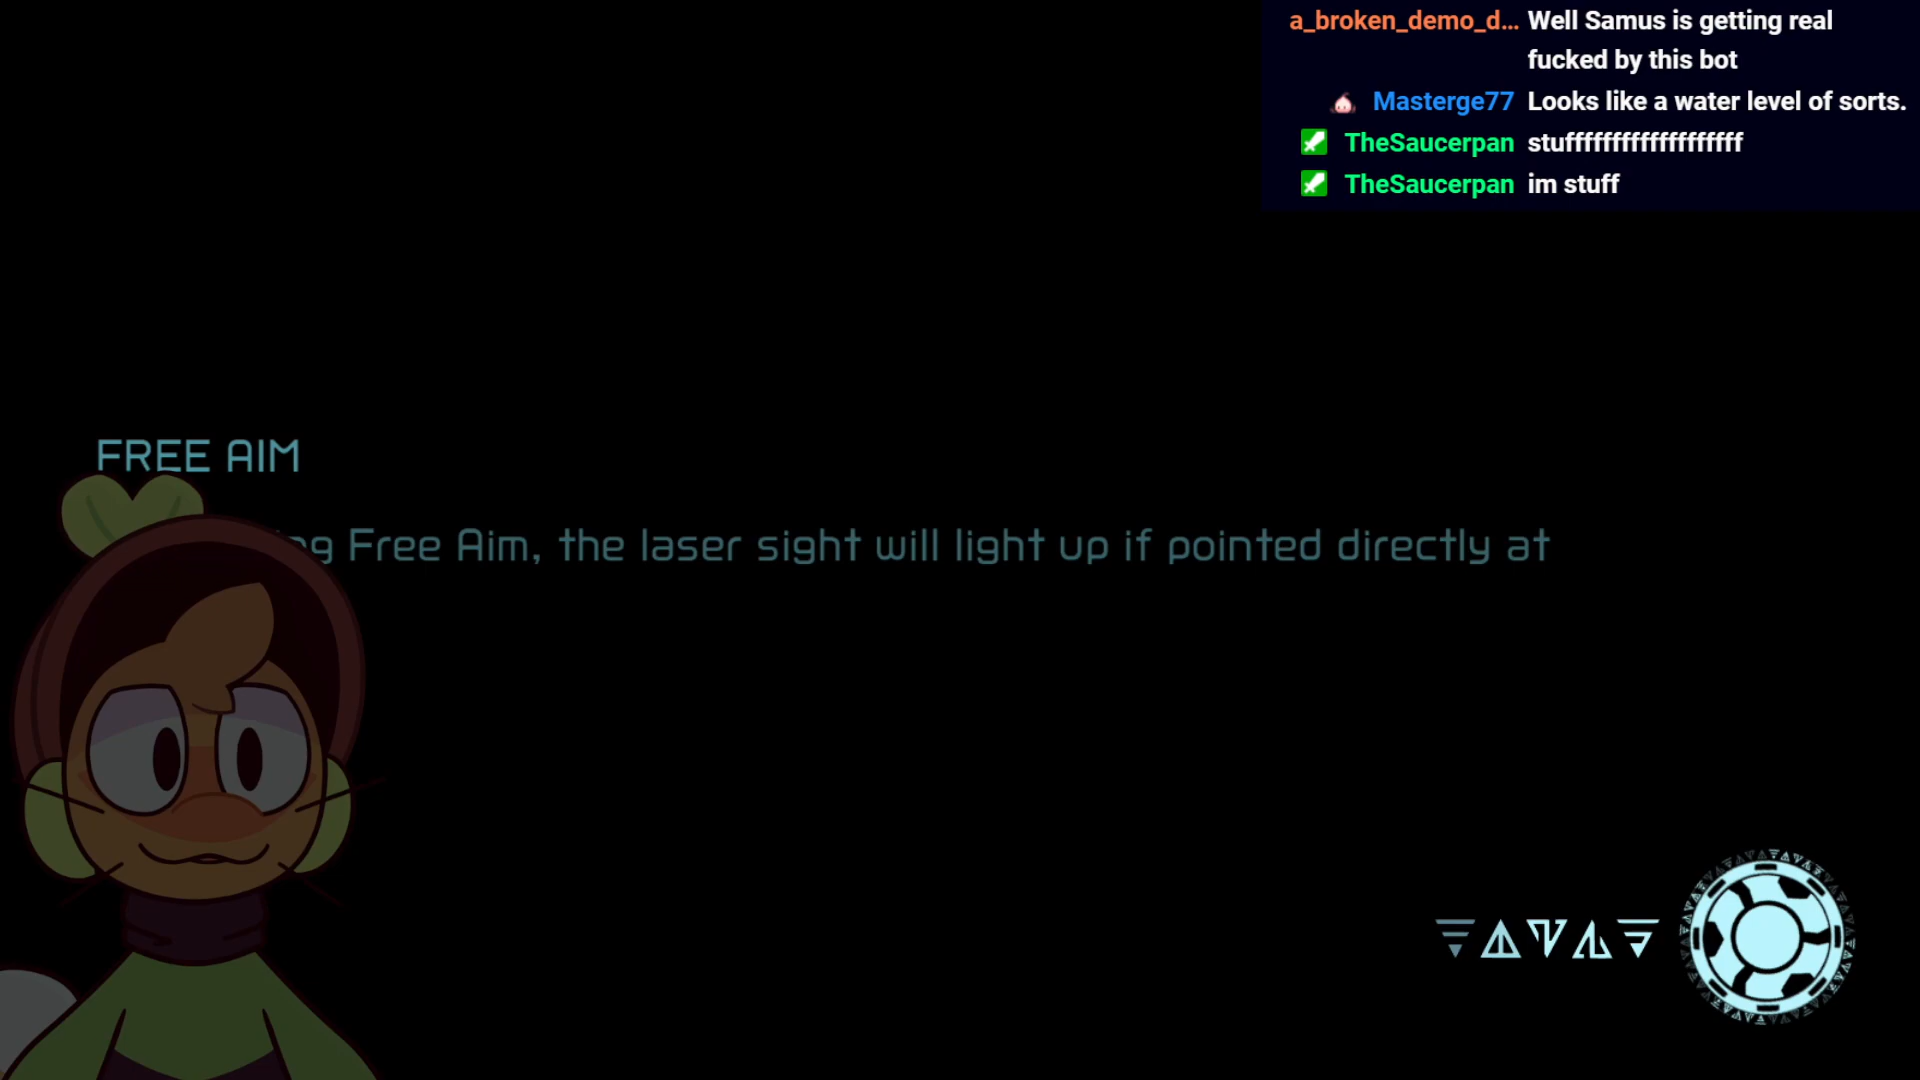 a_broken_demo_d... Well Samus is getting real
fucked by this bot
Masterge77 Looks like a water level of sorts.
TheSaucerpan stuffffffffffffffffffff
TheSaucerpan im stuff
FREE AIM
Free Aim, the laser sight will light up if pointed directly at